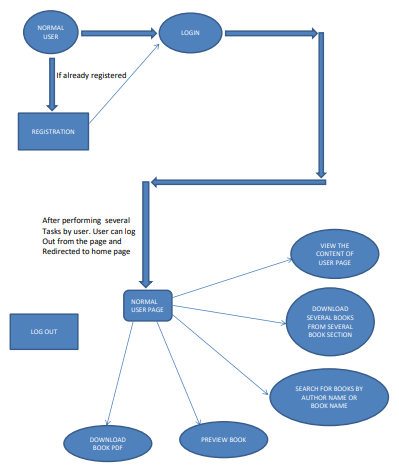 NORMAL
USER
LOGIN
If already registered
REGISTRATION
After performing several
Tasks by user. User can log
Out from the page and
Redirected to home page
VIEW THE
CONTENT OF
USER PAGE
NORMAL
USER PAGE
DOWNLOAD
SEVERAL BOOKS
FROM SEVERAL
BOOK SECTION
LOG OUT
SEARCH FOR BOOKS BY
AUTHOR NAME OR
BOOK NAME
DOWNLOAD
BOOK PDF
PREVIEW BOOK